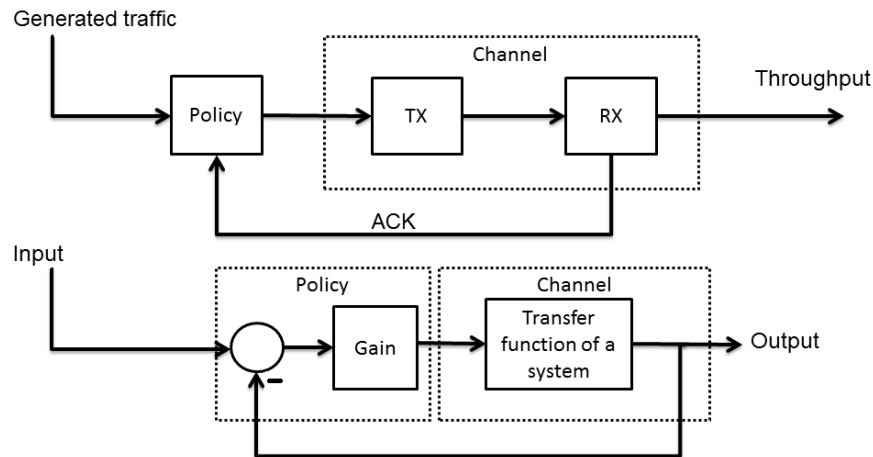 Generated traffic
Channel
Throughput
Policy
TX
RX
ACK
Input
Policy
Channel
Gain
Transfer
function of a
system
Output
-